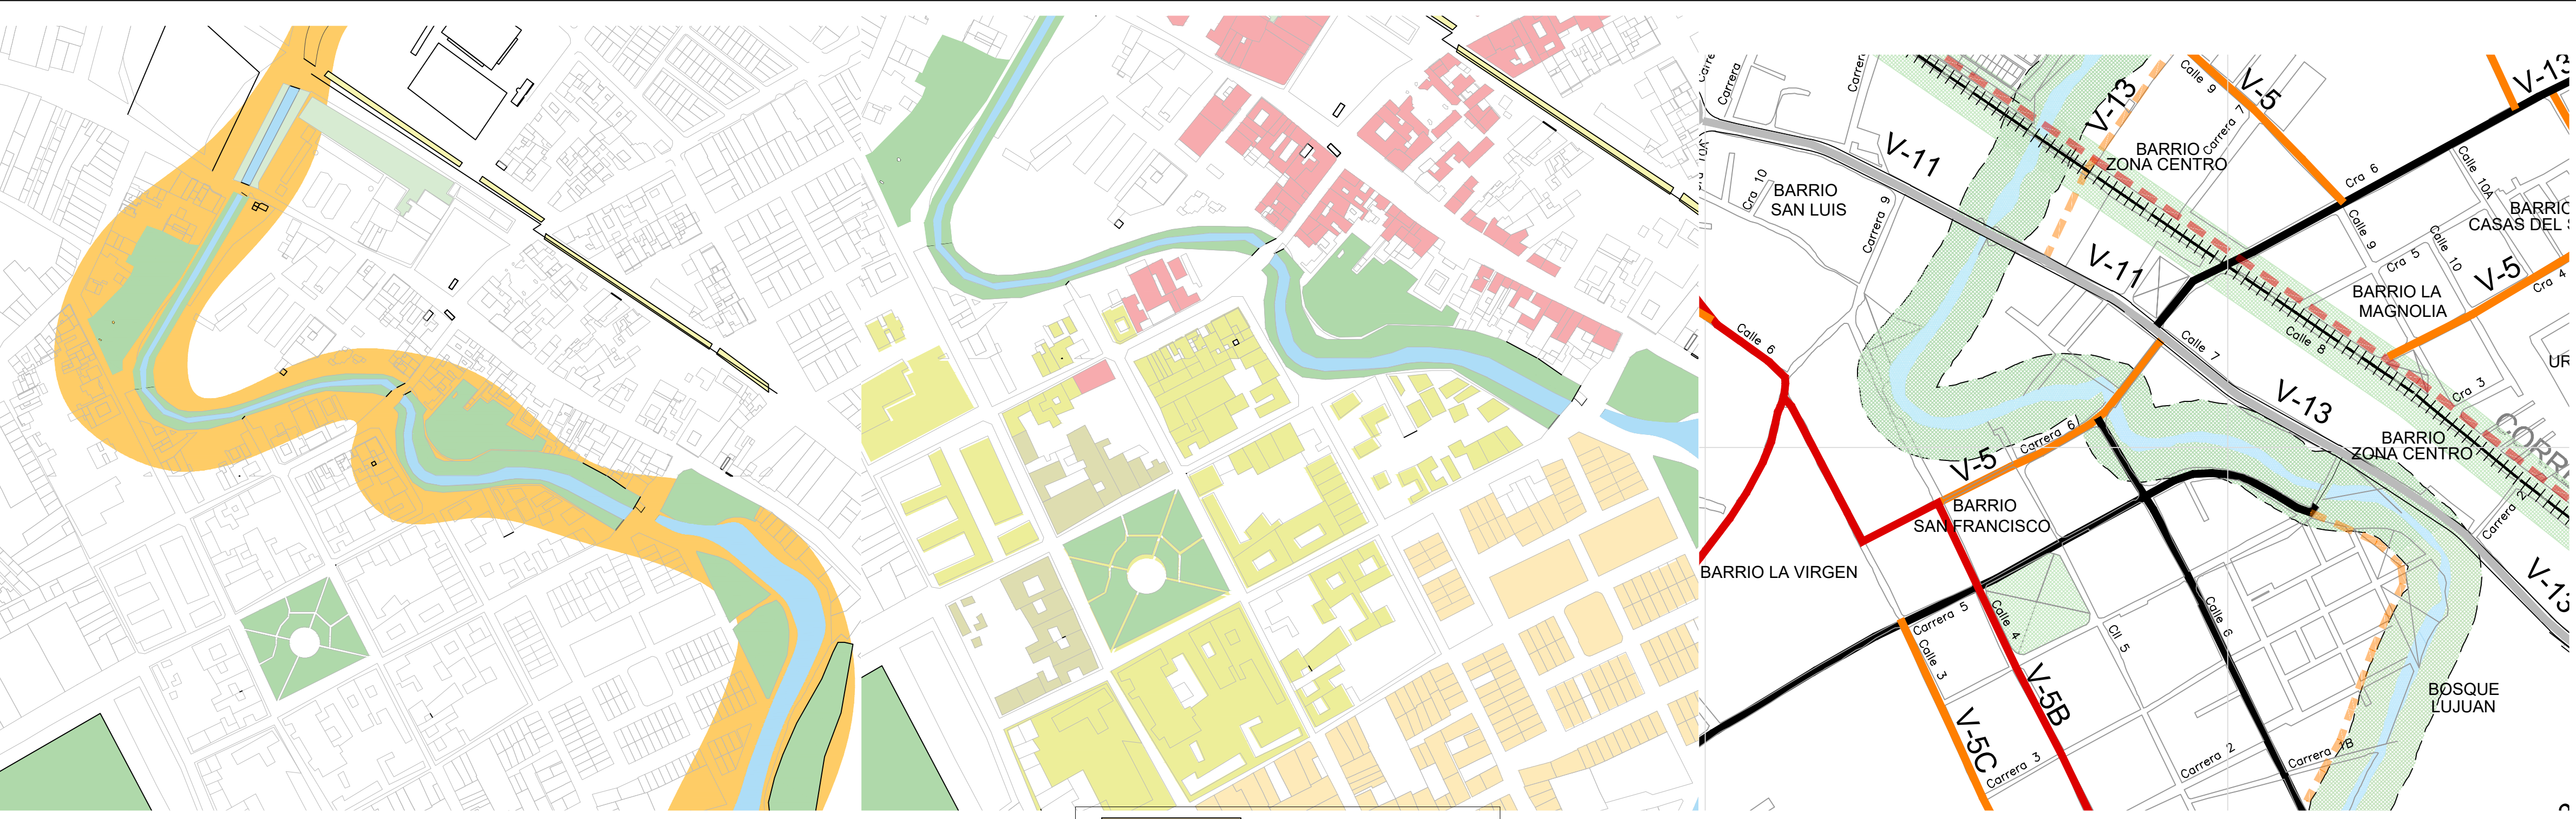 Carrera
Carrera
Calle 9
V-5
V-13
V-13
Carrera 7
BARRIO
ZONA CENTRO
V-11
BARRIO
SAN LUIS
Cra 10
Carrera 9
Cra 6
Calle 10A
Calle 9
Calle 10
Cra 5
V-5
Cra 4
V-11
BARRIO LA
MAGNOLIA
Calle 8
Calle 7
Calle 6
Cra 3
V-13
BARRIO
ZONA CENTRO
Carrera 6
V-5
BARRIO
SAN FRANCISCO
BARRIO LA VIRGEN
Carrera 2
V-13
Carrera 5
Calle 4
Calle 3
Cll 5
Calle 6
V-5B
V-5C
BOSQUE
LUJUAN
Carrera 3
Carrera 2
Carrera 1B